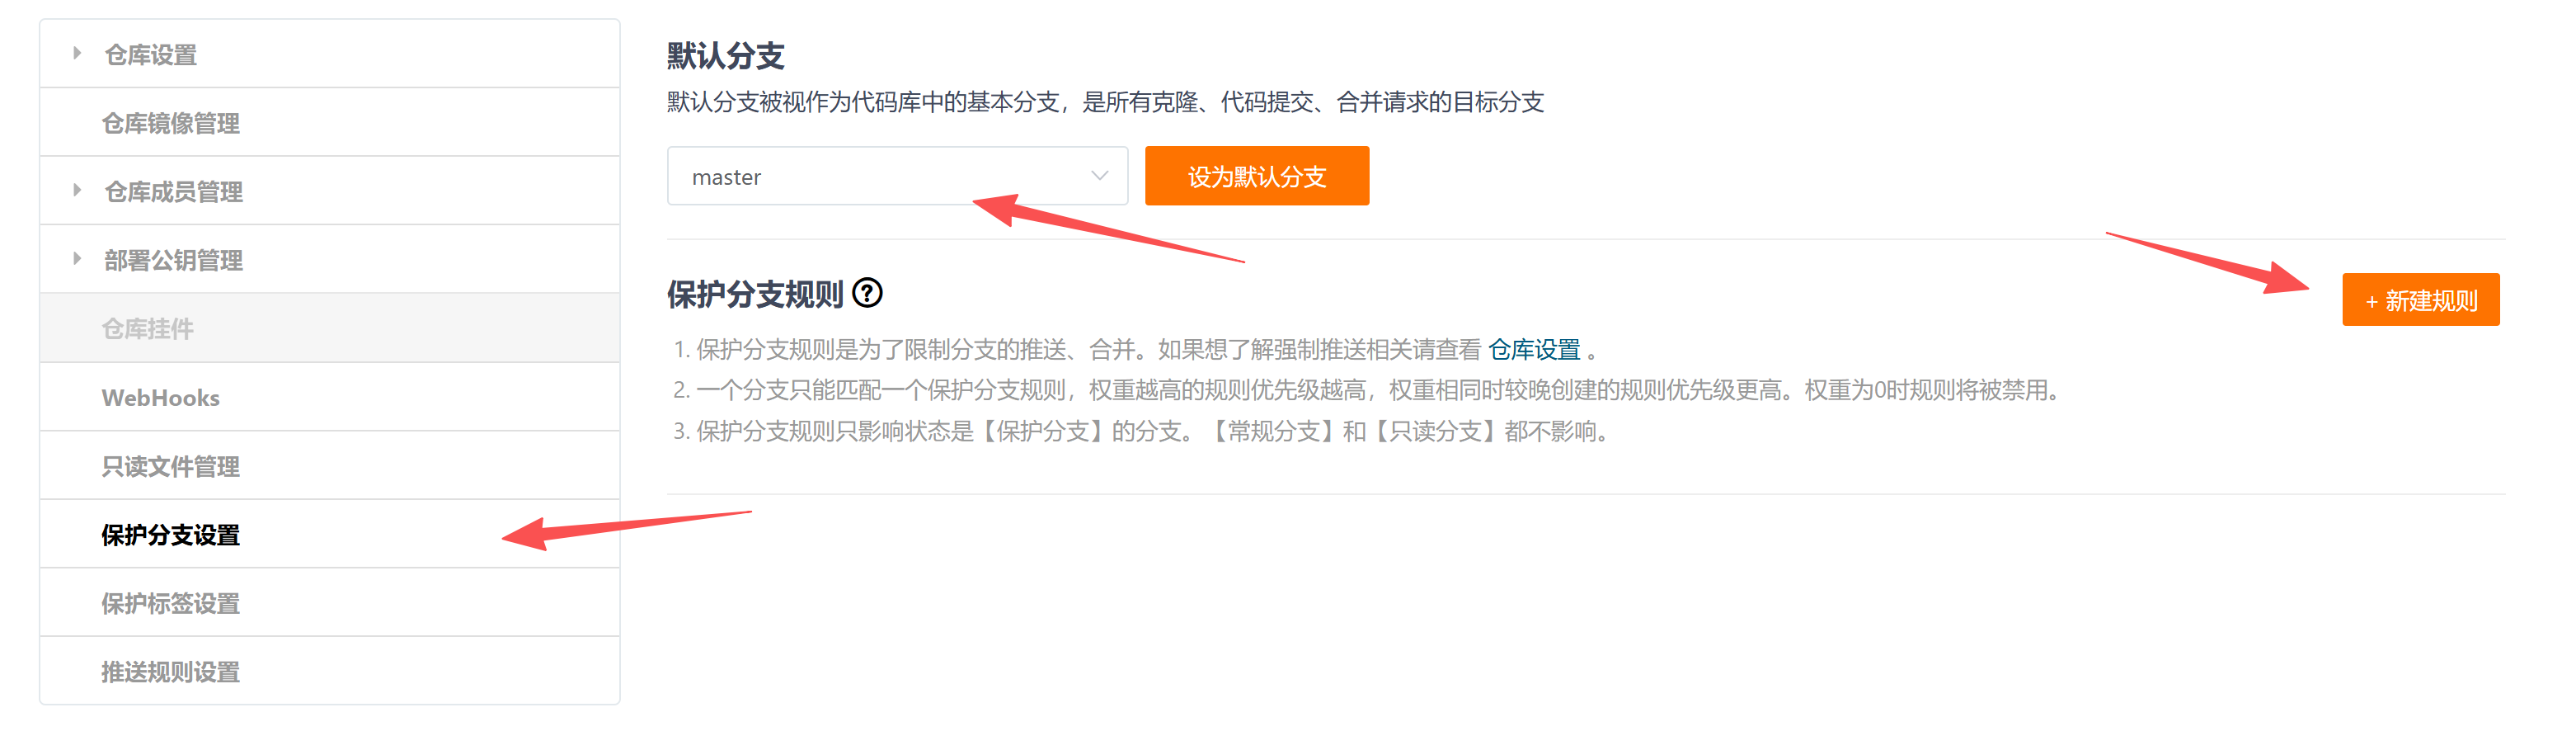 仓库设置
仓库镜像管理
仓库成员管理
部署公钥管理
仓库挂件
WebHooks
只读文件管理
保护分支设置
保护标签设置
推送规则设置
默认分支
默认分支被视作为代码库中的基本分支，是所有克隆、代码提交、合并请求的目标分支
master
设为默认分支
保护分支规则
+ 新建规则
1. 保护分支规则是为了限制分支的推送、合并。如果想了解强制推送相关请查看 仓库设置 。
2. 一个分支只能匹配一个保护分支规则，权重越高的规则优先级越高，权重相同时较晚创建的规则优先级更高。权重为0时规则将被禁用。
3. 保护分支规则只影响状态是【保护分支】的分支。【常规分支】和【只读分支】都不影响。